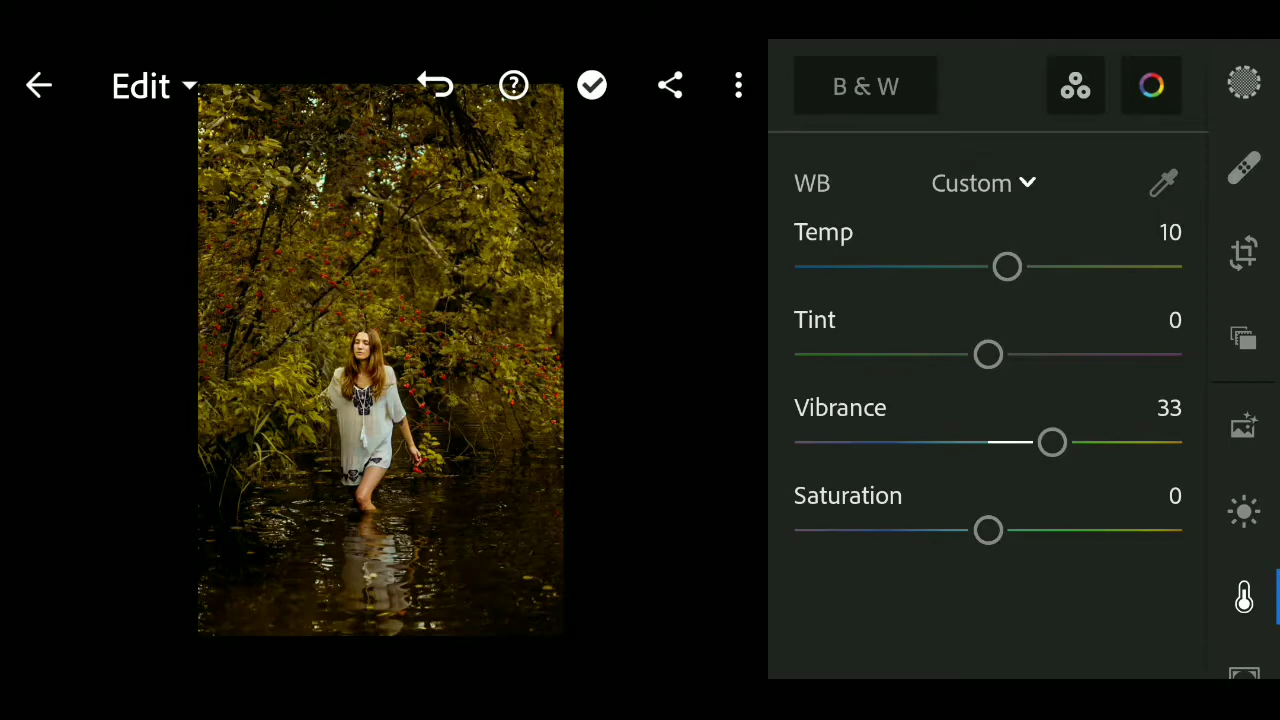 Edit
B & W
WB Custom
Temp 10
Tint 0
Vibrance 33
Saturation 0